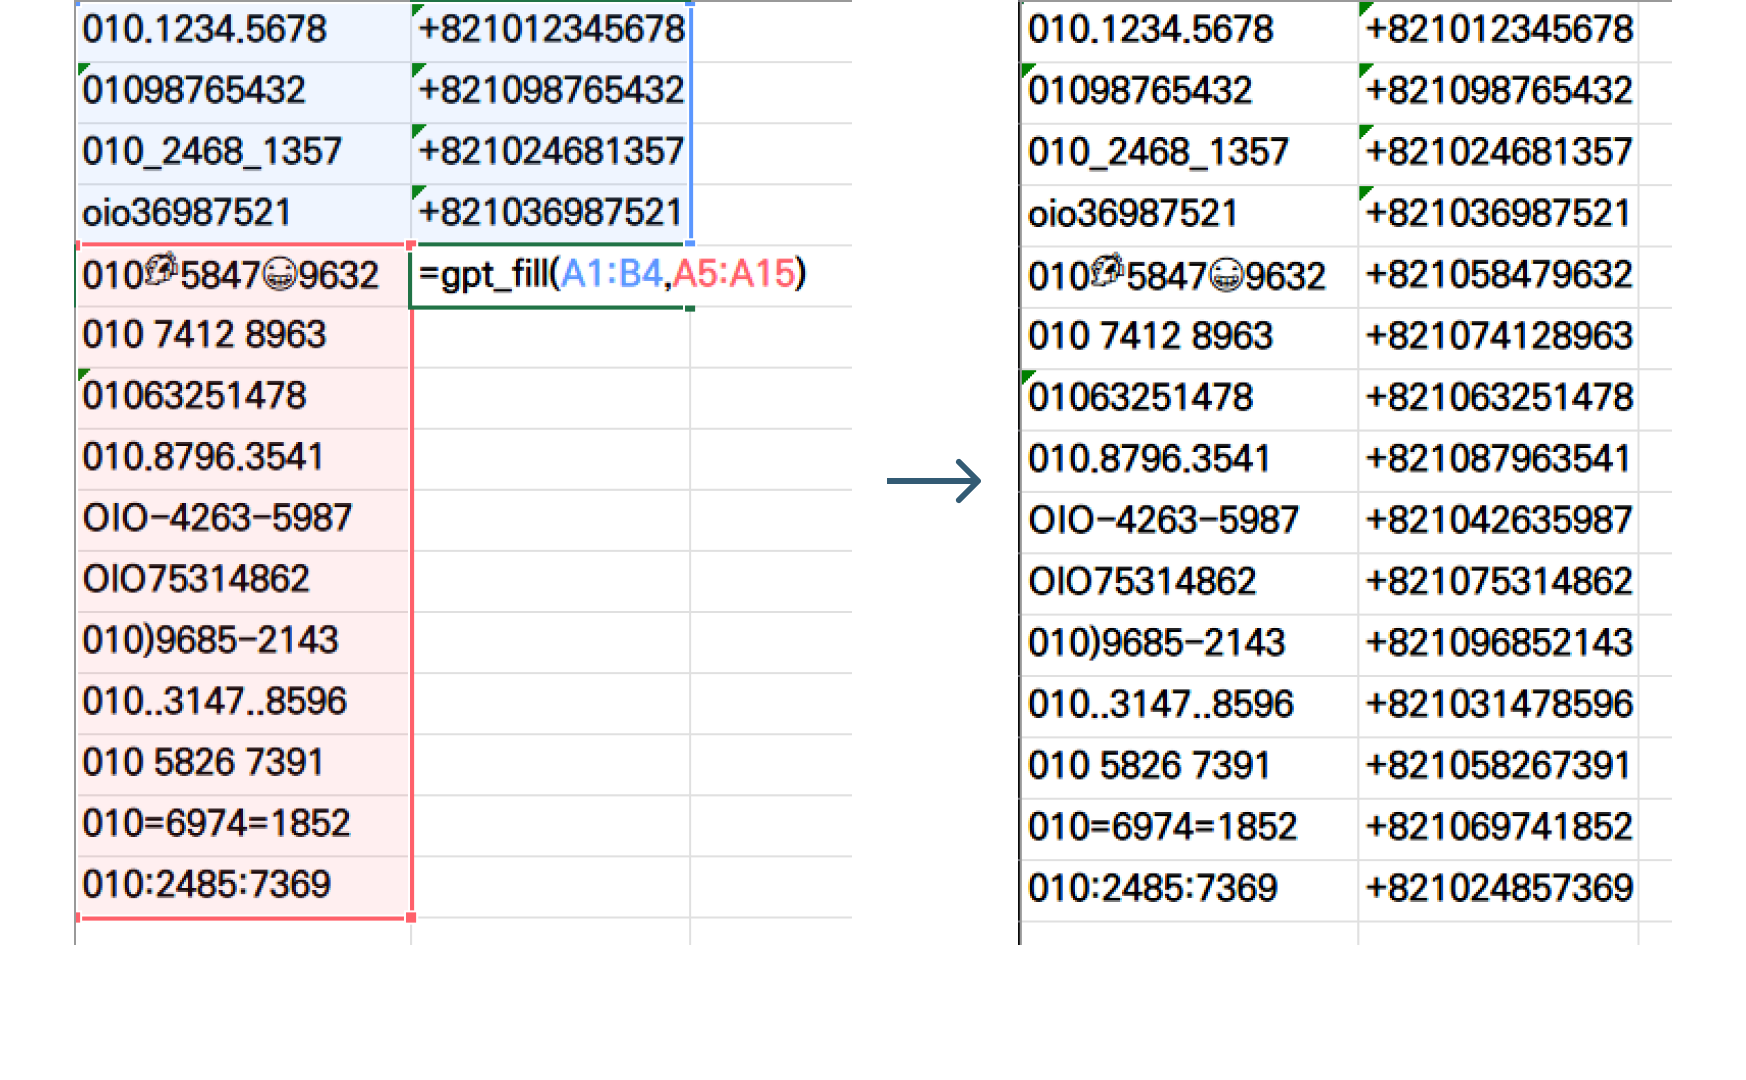 010.1234.5678 +821012345678
01098765432 +821098765432
010_2468_1357 +821024681357
oio36987521 +821036987521
010 5847😁9632 =gpt_fill(A1:B4,A5:A15)
010 7412 8963
01063251478
010.8796.3541
OIO-4263-5987
OIO75314862
010)9685-2143
010..3147..8596
010 5826 7391
010=6974=1852
010:2485:7369
010.1234.5678 +821012345678
01098765432 +821098765432
010_2468_1357 +821024681357
oio36987521 +821036987521
010 5847😁9632 +821058479632
010 7412 8963 +821074128963
01063251478 +821063251478
010.8796.3541 +821087963541
OIO-4263-5987 +821042635987
OIO75314862 +821075314862
010)9685-2143 +821096852143
010..3147..8596 +821031478596
010 5826 7391 +821058267391
010=6974=1852 +821069741852
010:2485:7369 +821024857369